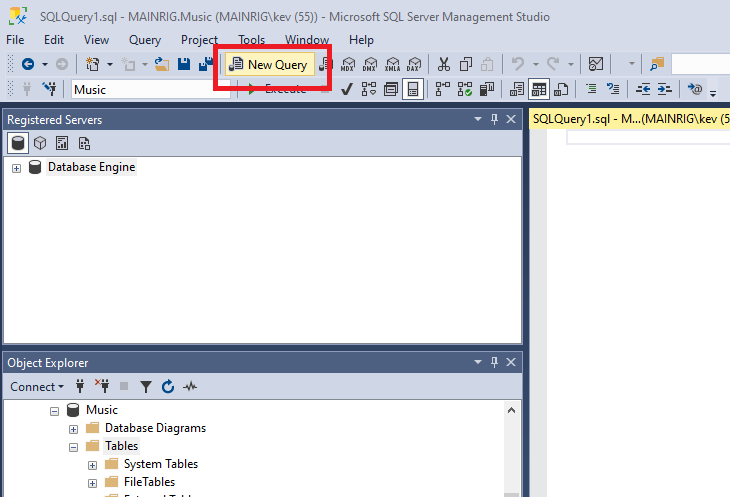 SQLQuery1.sql - MAINRIG.Music (MAINRIG\kev (55)) - Microsoft SQL Server Management Studio
File Edit View Query Project Tools Window Help
New Query MDX DMX XMLA DAX
Music Execute
Registered Servers
SQLQuery1.sql - M...(MAINRIG\kev (5
Database Engine
Object Explorer
Connect
Music
Database Diagrams
Tables
System Tables
FileTables